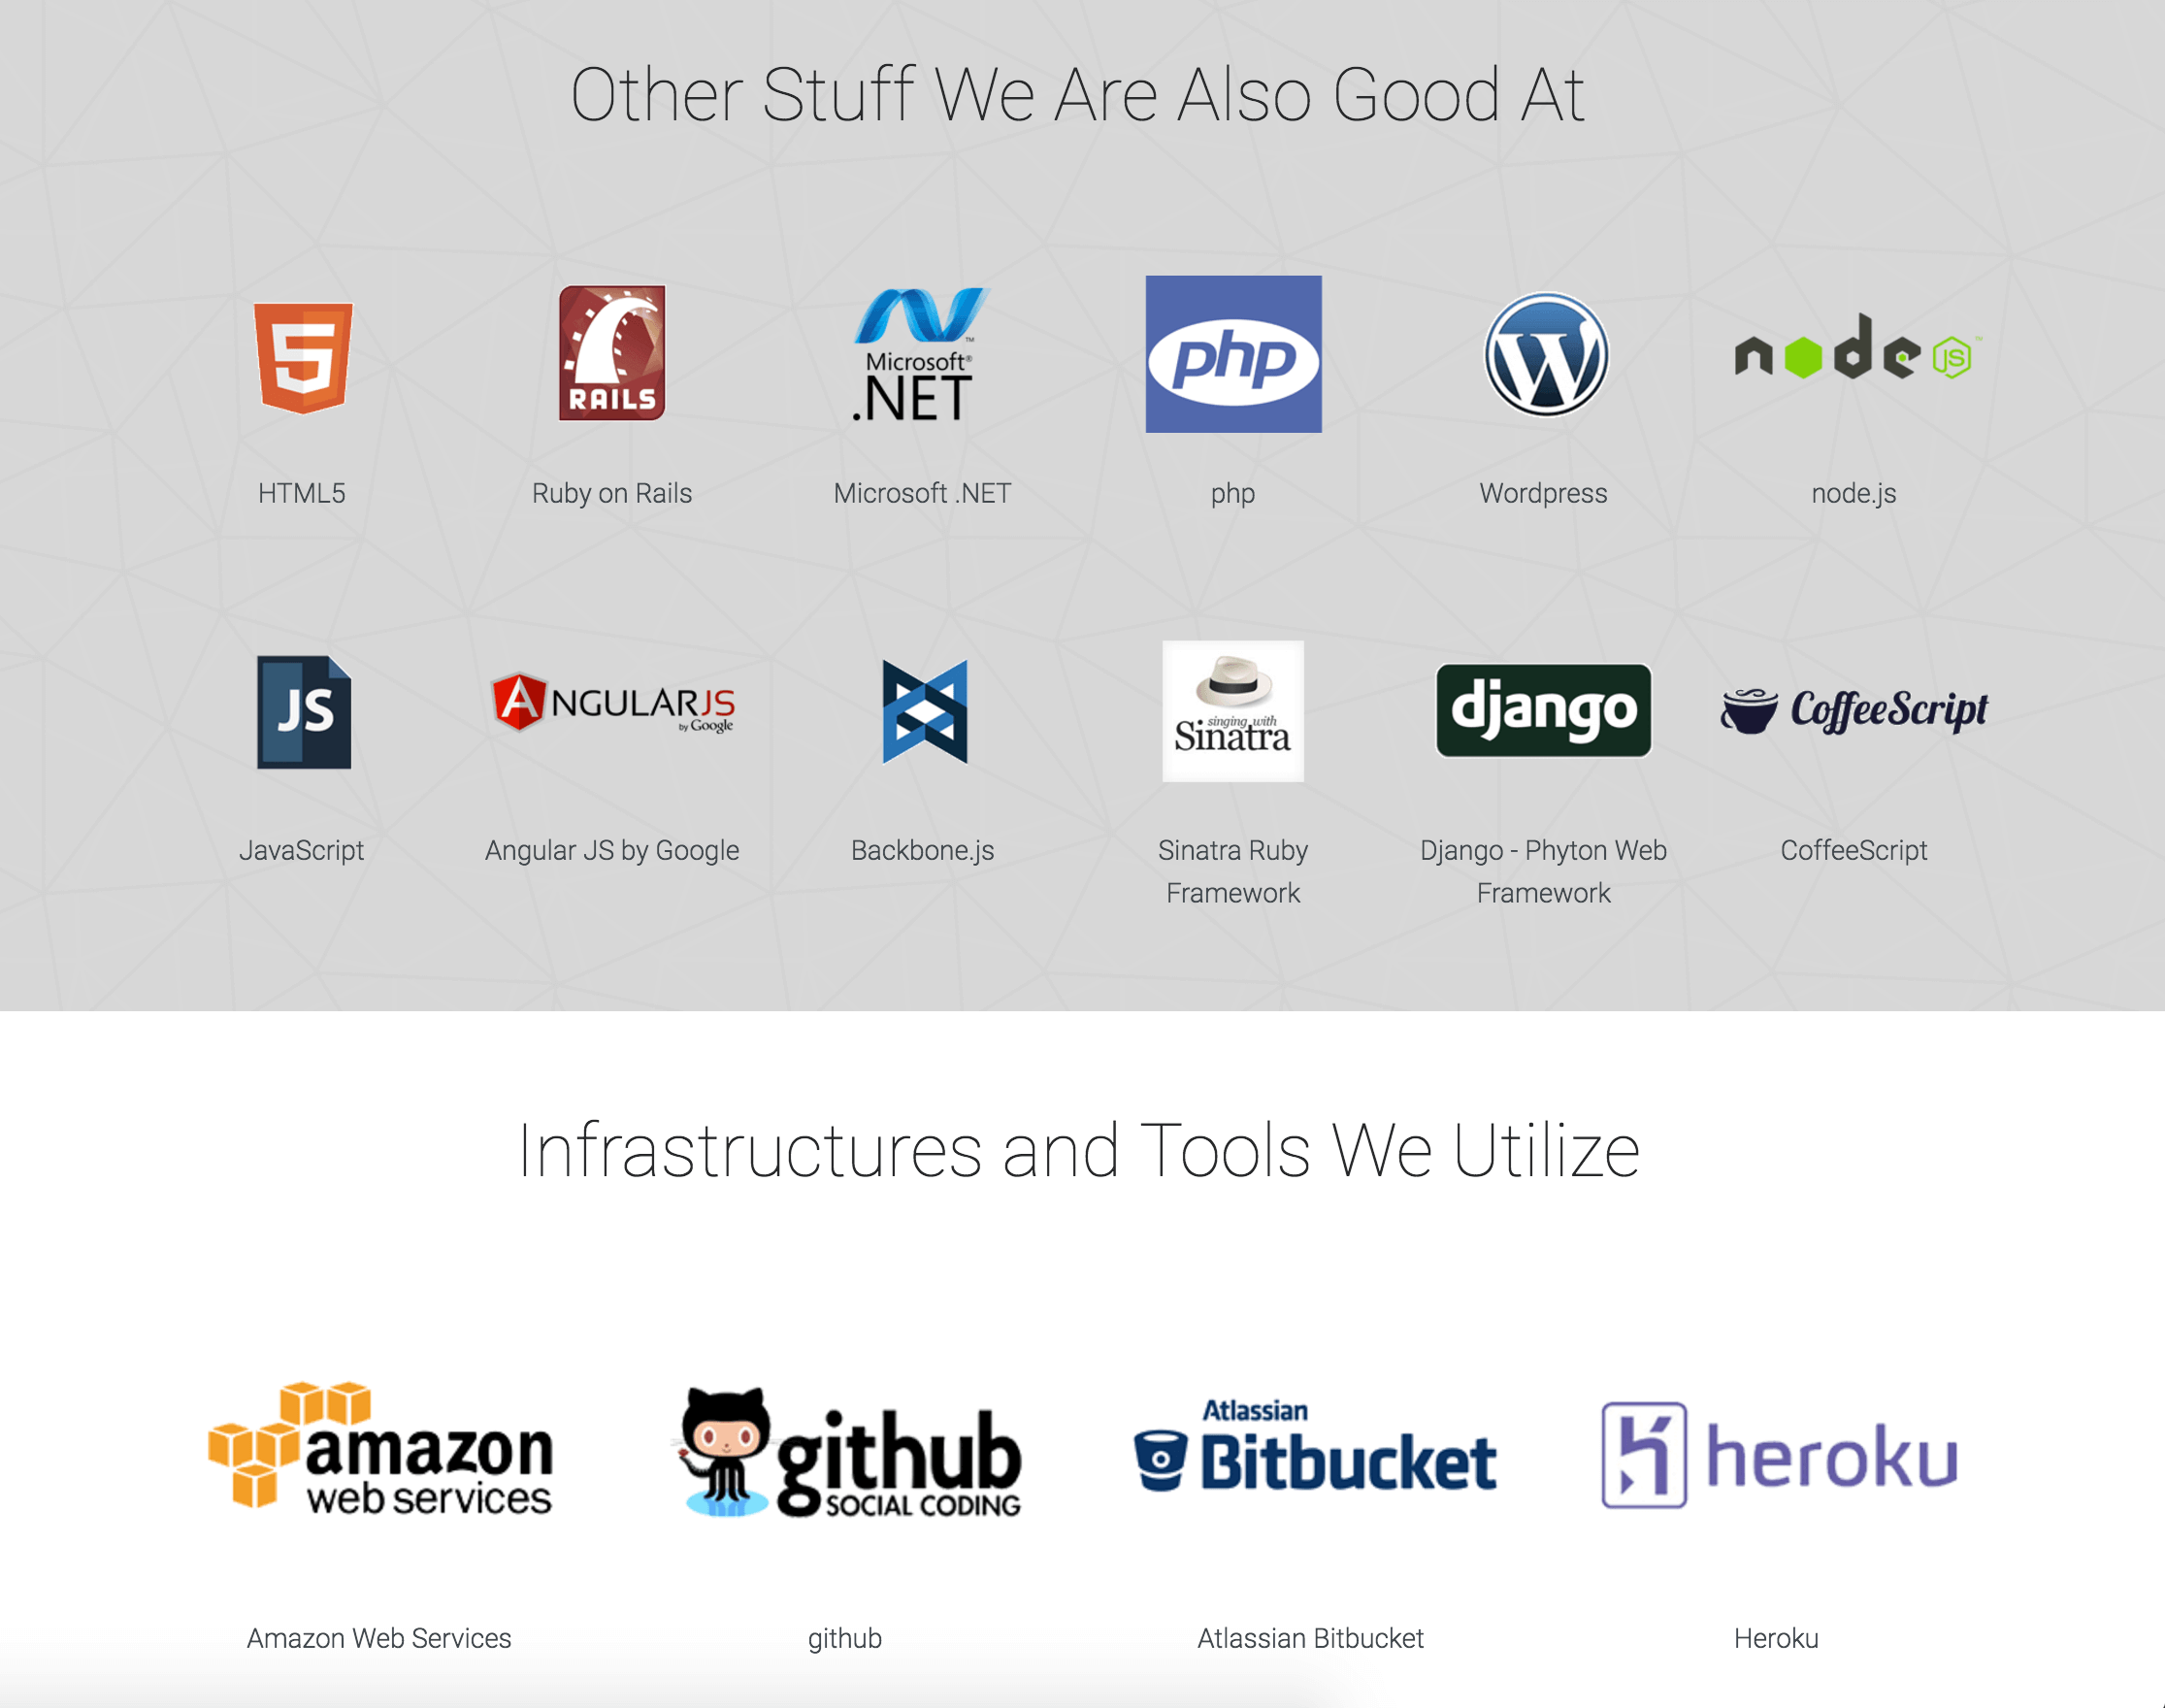 Other Stuff We Are Also Good At
5
RAILS
Microsoft®
.NET
php
W
node JS™
HTML5
Ruby on Rails
Microsoft .NET
php
Wordpress
node.js
JS
ANGULARJS
by Google
singing with
Sinatra
django
CoffeeScript
JavaScript
Angular JS by Google
Backbone.js
Sinatra Ruby
Framework
Django - Phyton Web
Framework
CoffeeScript
Infrastructures and Tools We Utilize
amazon
web services
github
SOCIAL CODING
Atlassian
Bitbucket
heroku
Amazon Web Services
github
Atlassian Bitbucket
Heroku